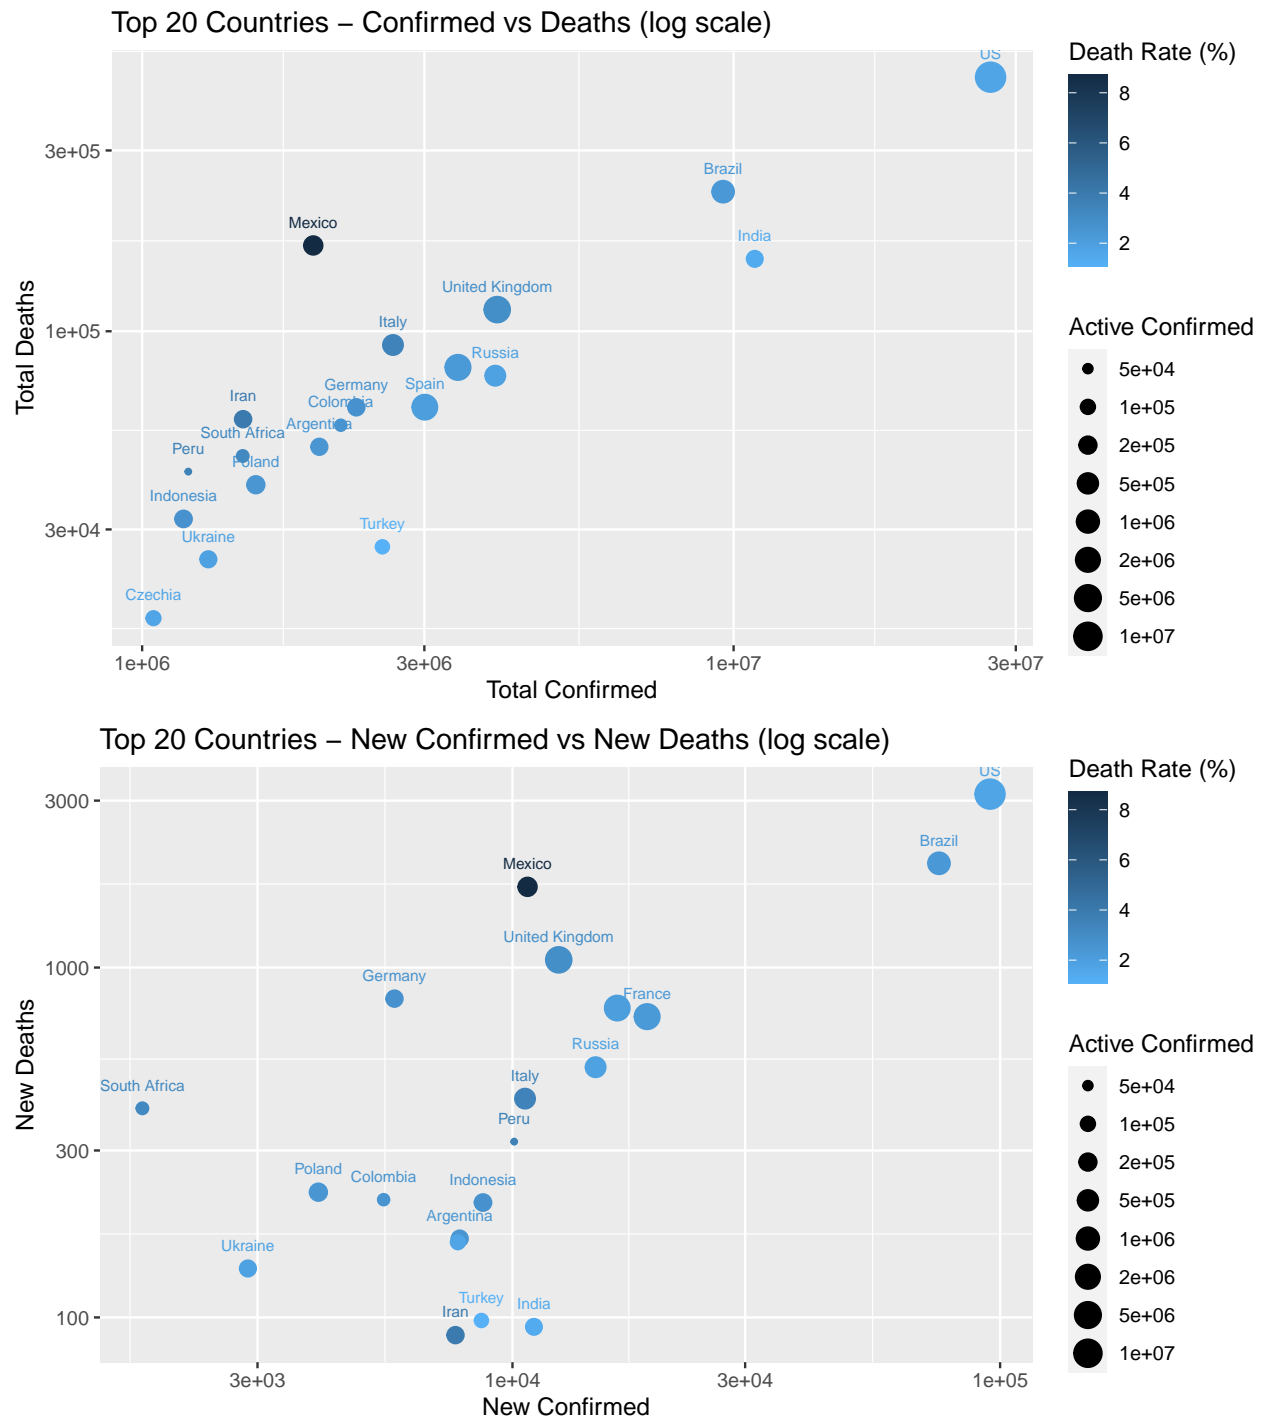 Top 20 Countries − Confirmed vs Deaths (log scale)
US
Brazil
Mexico
India
United Kingdom
Italy
Russia
Germany
Spain
Colombia
Iran
Argentina
South Africa
Peru
Poland
Indonesia
Turkey
Ukraine
Czechia
3e+05
1e+05
3e+04
Total Deaths
1e+06
3e+06
1e+07
3e+07
Total Confirmed
Death Rate (%)
8
6
4
2
Active Confirmed
5e+04
1e+05
2e+05
5e+05
1e+06
2e+06
5e+06
1e+07
Top 20 Countries − New Confirmed vs New Deaths (log scale)
US
Brazil
Mexico
United Kingdom
Germany
France
Russia
Italy
South Africa
Peru
Poland
Colombia
Indonesia
Argentina
Ukraine
Turkey
India
Iran
3000
1000
300
100
New Deaths
3e+03
1e+04
3e+04
1e+05
New Confirmed
Death Rate (%)
8
6
4
2
Active Confirmed
5e+04
1e+05
2e+05
5e+05
1e+06
2e+06
5e+06
1e+07